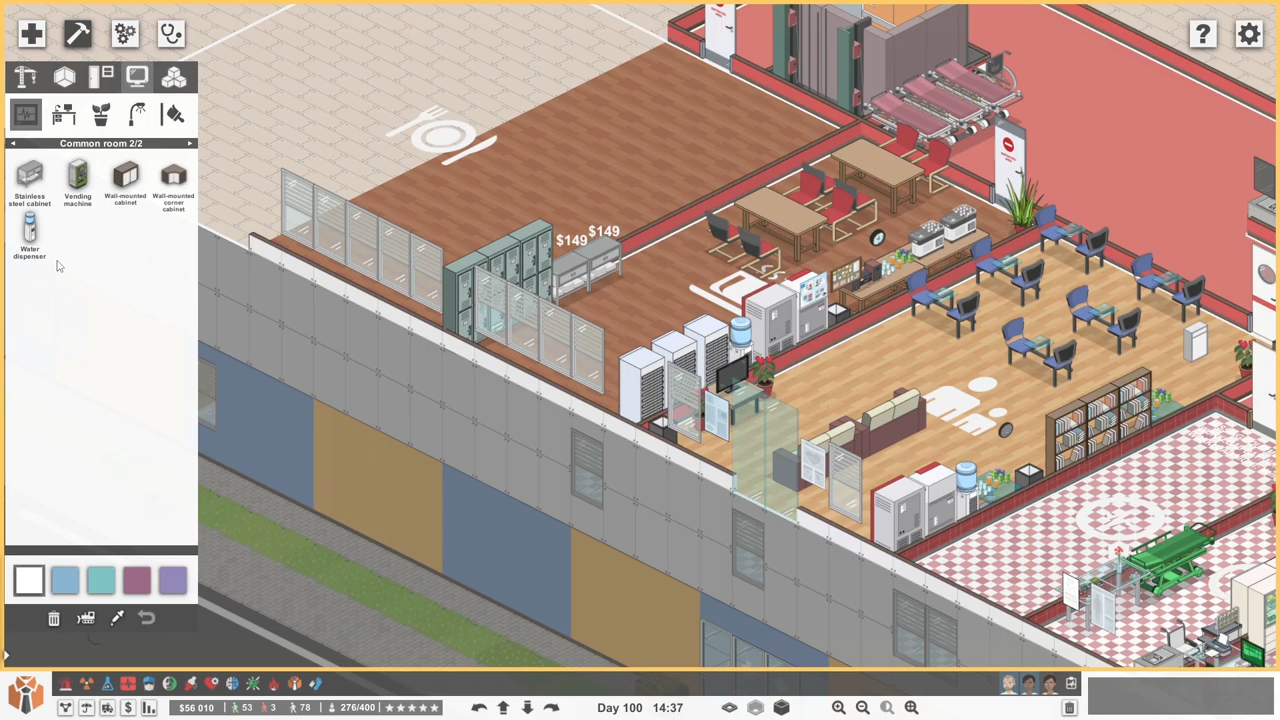 ?
Common room 2/2
Stainless steel cabinet
Vending machine
Wall-mounted cabinet
Wall-mounted corner cabinet
Water dispenser
$149
$149
$56 010
53
3
78
276/400
Day 100 14:37
$